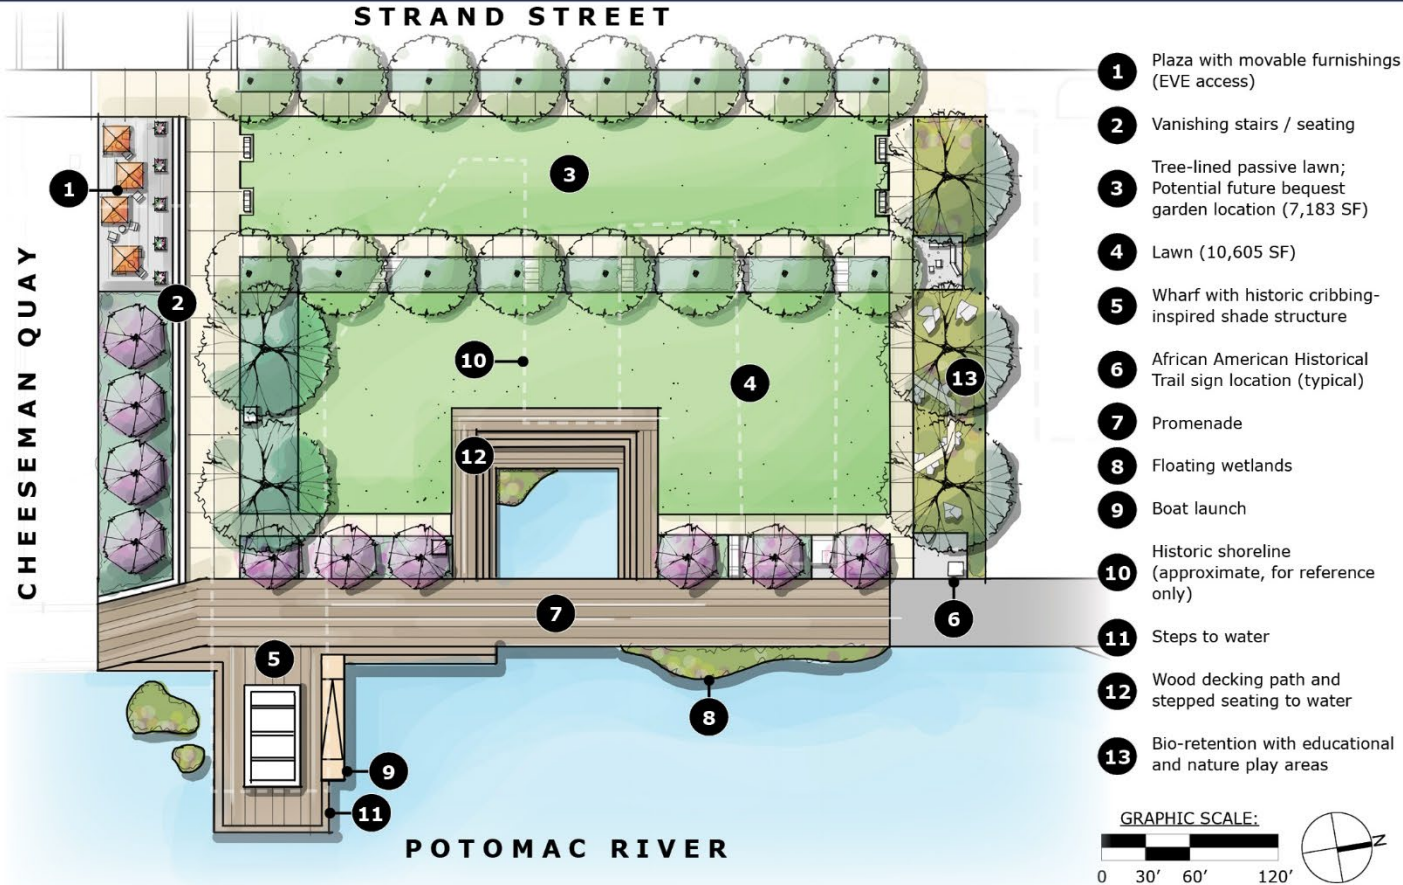 STRAND STREET
CHEESEMAN QUAY
POTOMAC RIVER
1
2
3
10
4
13
12
7
5
6
8
9
11
1 Plaza with movable furnishings
(EVE access)
2 Vanishing stairs / seating
3 Tree-lined passive lawn;
Potential future bequest
garden location (7,183 SF)
4 Lawn (10,605 SF)
5 Wharf with historic cribbing-
inspired shade structure
6 African American Historical
Trail sign location (typical)
7 Promenade
8 Floating wetlands
9 Boat launch
10 Historic shoreline
(approximate, for reference
only)
11 Steps to water
12 Wood decking path and
stepped seating to water
13 Bio-retention with educational
and nature play areas
GRAPHIC SCALE:
0 30' 60' 120'
N